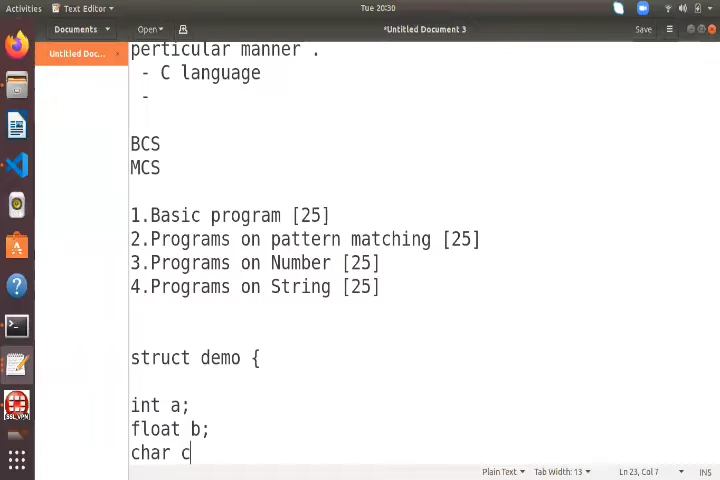 Activities Text Editor Tue 20:30
Documents Open *Untitled Document 3 Save
Untitled Doc...
perticular manner .
- C language
-
BCS
MCS
1.Basic program [25]
2.Programs on pattern matching [25]
3.Programs on Number [25]
4.Programs on String [25]
struct demo {
int a;
float b;
char c
[SSL_VPN]
Plain Text Tab Width: 13 Ln 23, Col 7 INS